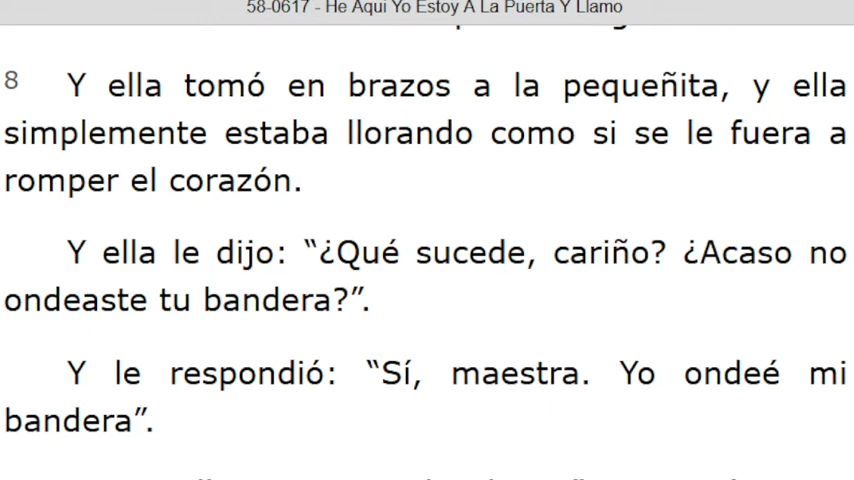 58-0617 - He Aqui Yo Estoy A La Puerta Y Llamo
8 Y ella tomó en brazos a la pequeñita, y ella
simplemente estaba llorando como si se le fuera a
romper el corazón.
Y ella le dijo: “¿Qué sucede, cariño? ¿Acaso no
ondeaste tu bandera?”.
Y le respondió: “Sí, maestra. Yo ondeé mi
bandera”.